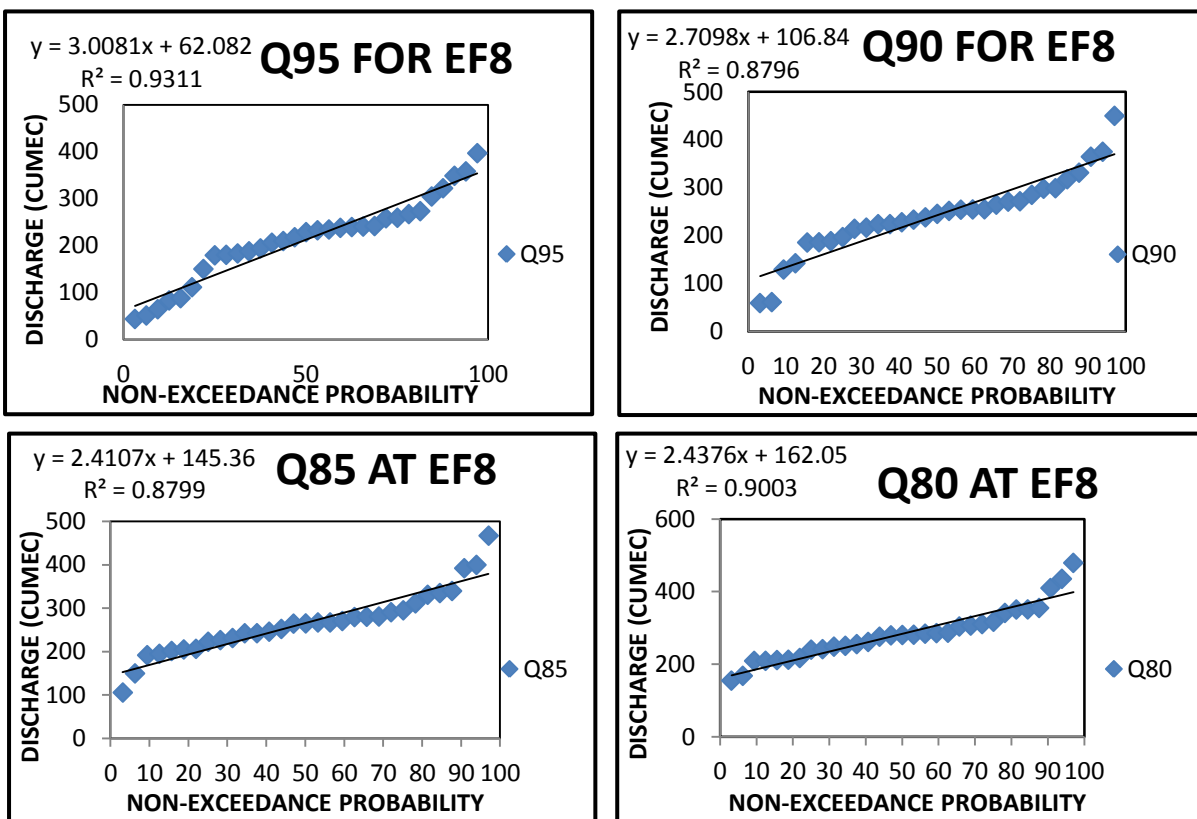 y = 3.0081x + 62.082
R² = 0.9311
Q95 FOR EF8
500
400
300
200
100
0
0 50 100
DISCHARGE (CUMEC)
NON-EXCEEDANCE PROBABILITY
Q95
y = 2.7098x + 106.84
R² = 0.8796
Q90 FOR EF8
500
400
300
200
100
0
0 10 20 30 40 50 60 70 80 90 100
DISCHARGE (CUMEC)
NON-EXCEEDANCE PROBABILITY
Q90
y = 2.4107x + 145.36
R² = 0.8799
Q85 AT EF8
500
400
300
200
100
0
0 10 20 30 40 50 60 70 80 90 100
DISCHARGE (CUMEC)
NON-EXCEEDANCE PROBABILITY
Q85
y = 2.4376x + 162.05
R² = 0.9003
Q80 AT EF8
600
400
200
0
0 10 20 30 40 50 60 70 80 90 100
DISCHARGE (CUMEC)
NON-EXCEEDANCE PROBABILITY
Q80